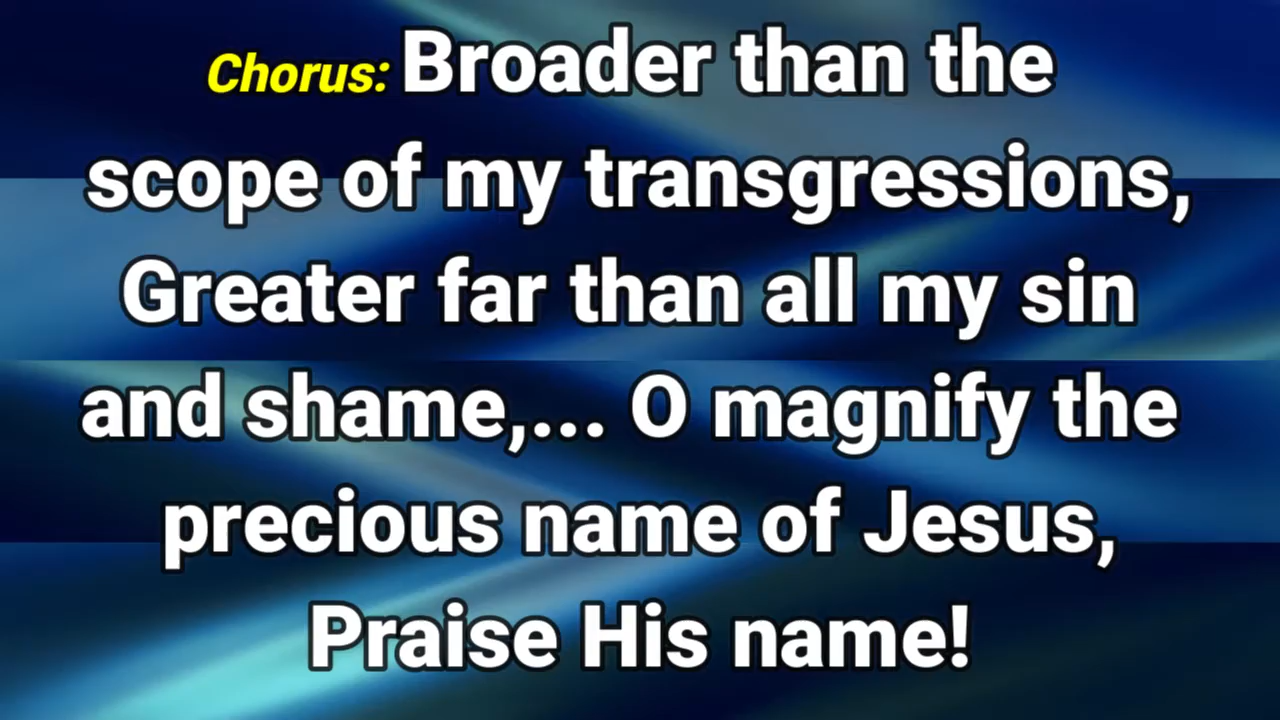 Chorus: Broader than the
scope of my transgressions,
Greater far than all my sin
and shame,... O magnify the
precious name of Jesus,
Praise His name!